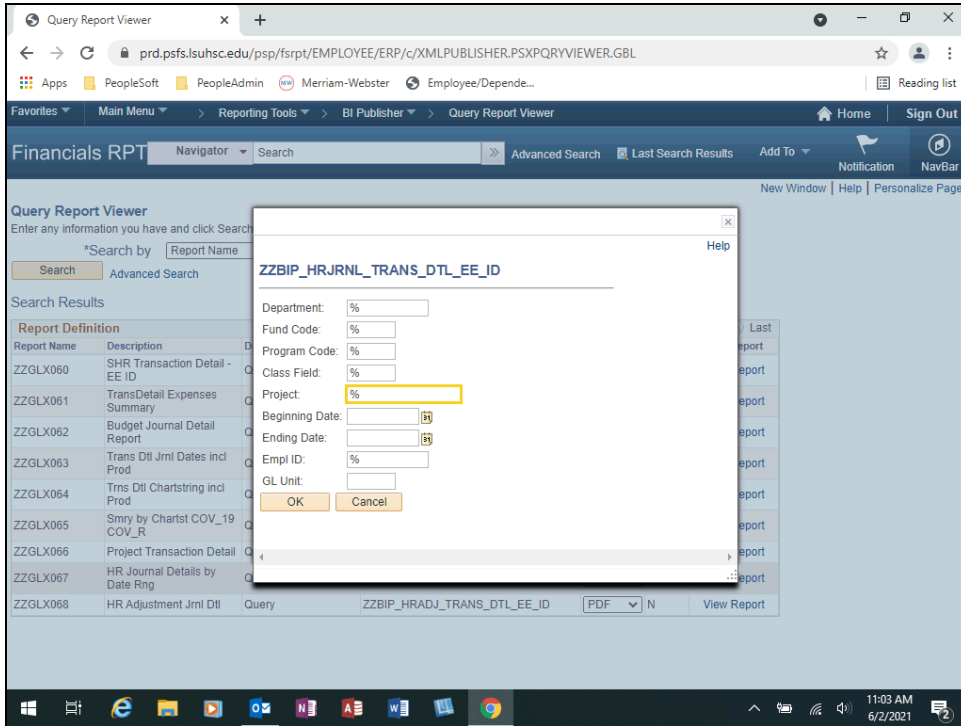 Query Report Viewer
prd.psfs.lsuhsc.edu/psp/fsrpt/EMPLOYEE/ERP/c/XMLPUBLISHER.PSXPQRYVIEWER.GBL
Apps PeopleSoft PeopleAdmin MW Merriam-Webster Employee/Depende... Reading list
Favorites Main Menu > Reporting Tools > BI Publisher > Query Report Viewer Home Sign Out
Financials RPT Navigator Search Advanced Search Last Search Results Add To Notification NavBar
New Window | Help | Personalize Page
Query Report Viewer
Enter any information you have and click Search
*Search by Report Name
Search Advanced Search
Search Results
Report Definition Last
Report Name Description D eport
ZZGLX060 SHR Transaction Detail - EE ID Q eport
ZZGLX061 TransDetail Expenses Summary Q eport
ZZGLX062 Budget Journal Detail Report Q eport
ZZGLX063 Trans Dtl Jrnl Dates incl Prod Q eport
ZZGLX064 Trns Dtl Chartstring incl Prod Q eport
ZZGLX065 Smry by Chartst COV_19 COV_R Q eport
ZZGLX066 Project Transaction Detail Q eport
ZZGLX067 HR Journal Details by Date Rng Q eport
ZZGLX068 HR Adjustment Jrnl Dtl Query ZZBIP_HRADJ_TRANS_DTL_EE_ID PDF N View Report
Help
ZZBIP_HRJRNL_TRANS_DTL_EE_ID
Department: %
Fund Code: %
Program Code: %
Class Field: %
Project: %
Beginning Date: 31
Ending Date: 31
Empl ID: %
GL Unit:
OK Cancel
11:03 AM
6/2/2021
2